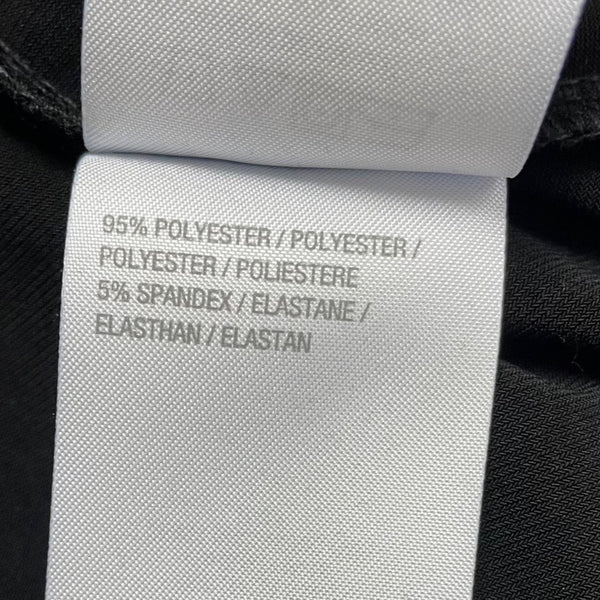 95% POLYESTER / POLYESTER /
POLYESTER / POLIESTERE
5% SPANDEX / ELASTANE /
ELASTHAN / ELASTAN